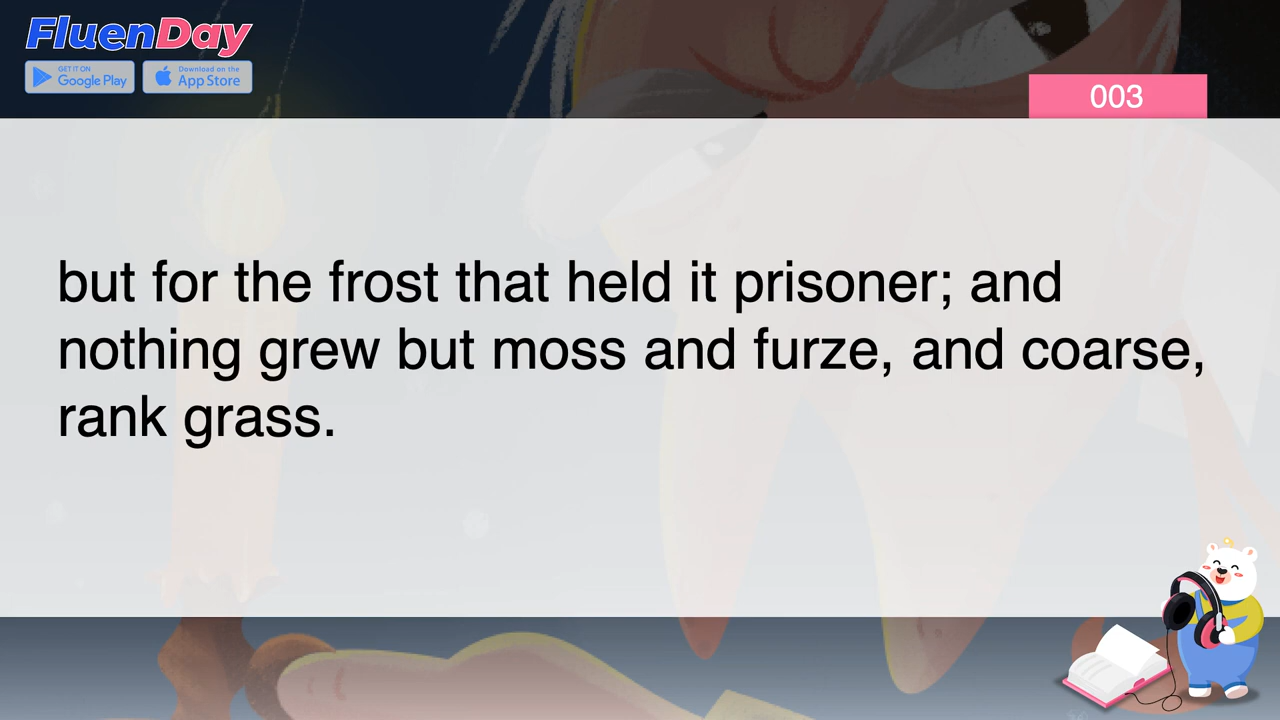 FluenDay
GET IT ON
Google Play
Download on the
App Store
003
but for the frost that held it prisoner; and
nothing grew but moss and furze, and coarse,
rank grass.